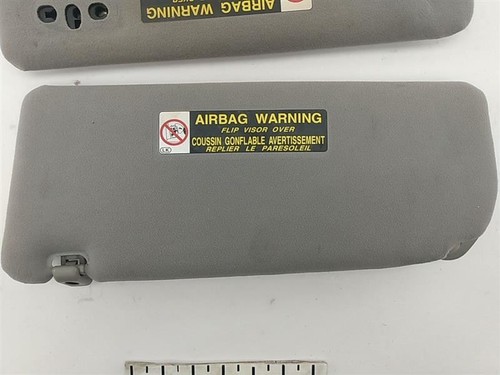 AIRBAG WARNING
AIRBAG WARNING
FLIP VISOR OVER
COUSSIN GONFLABLE AVERTISSEMENT
REPLIER LE PARESOLEIL